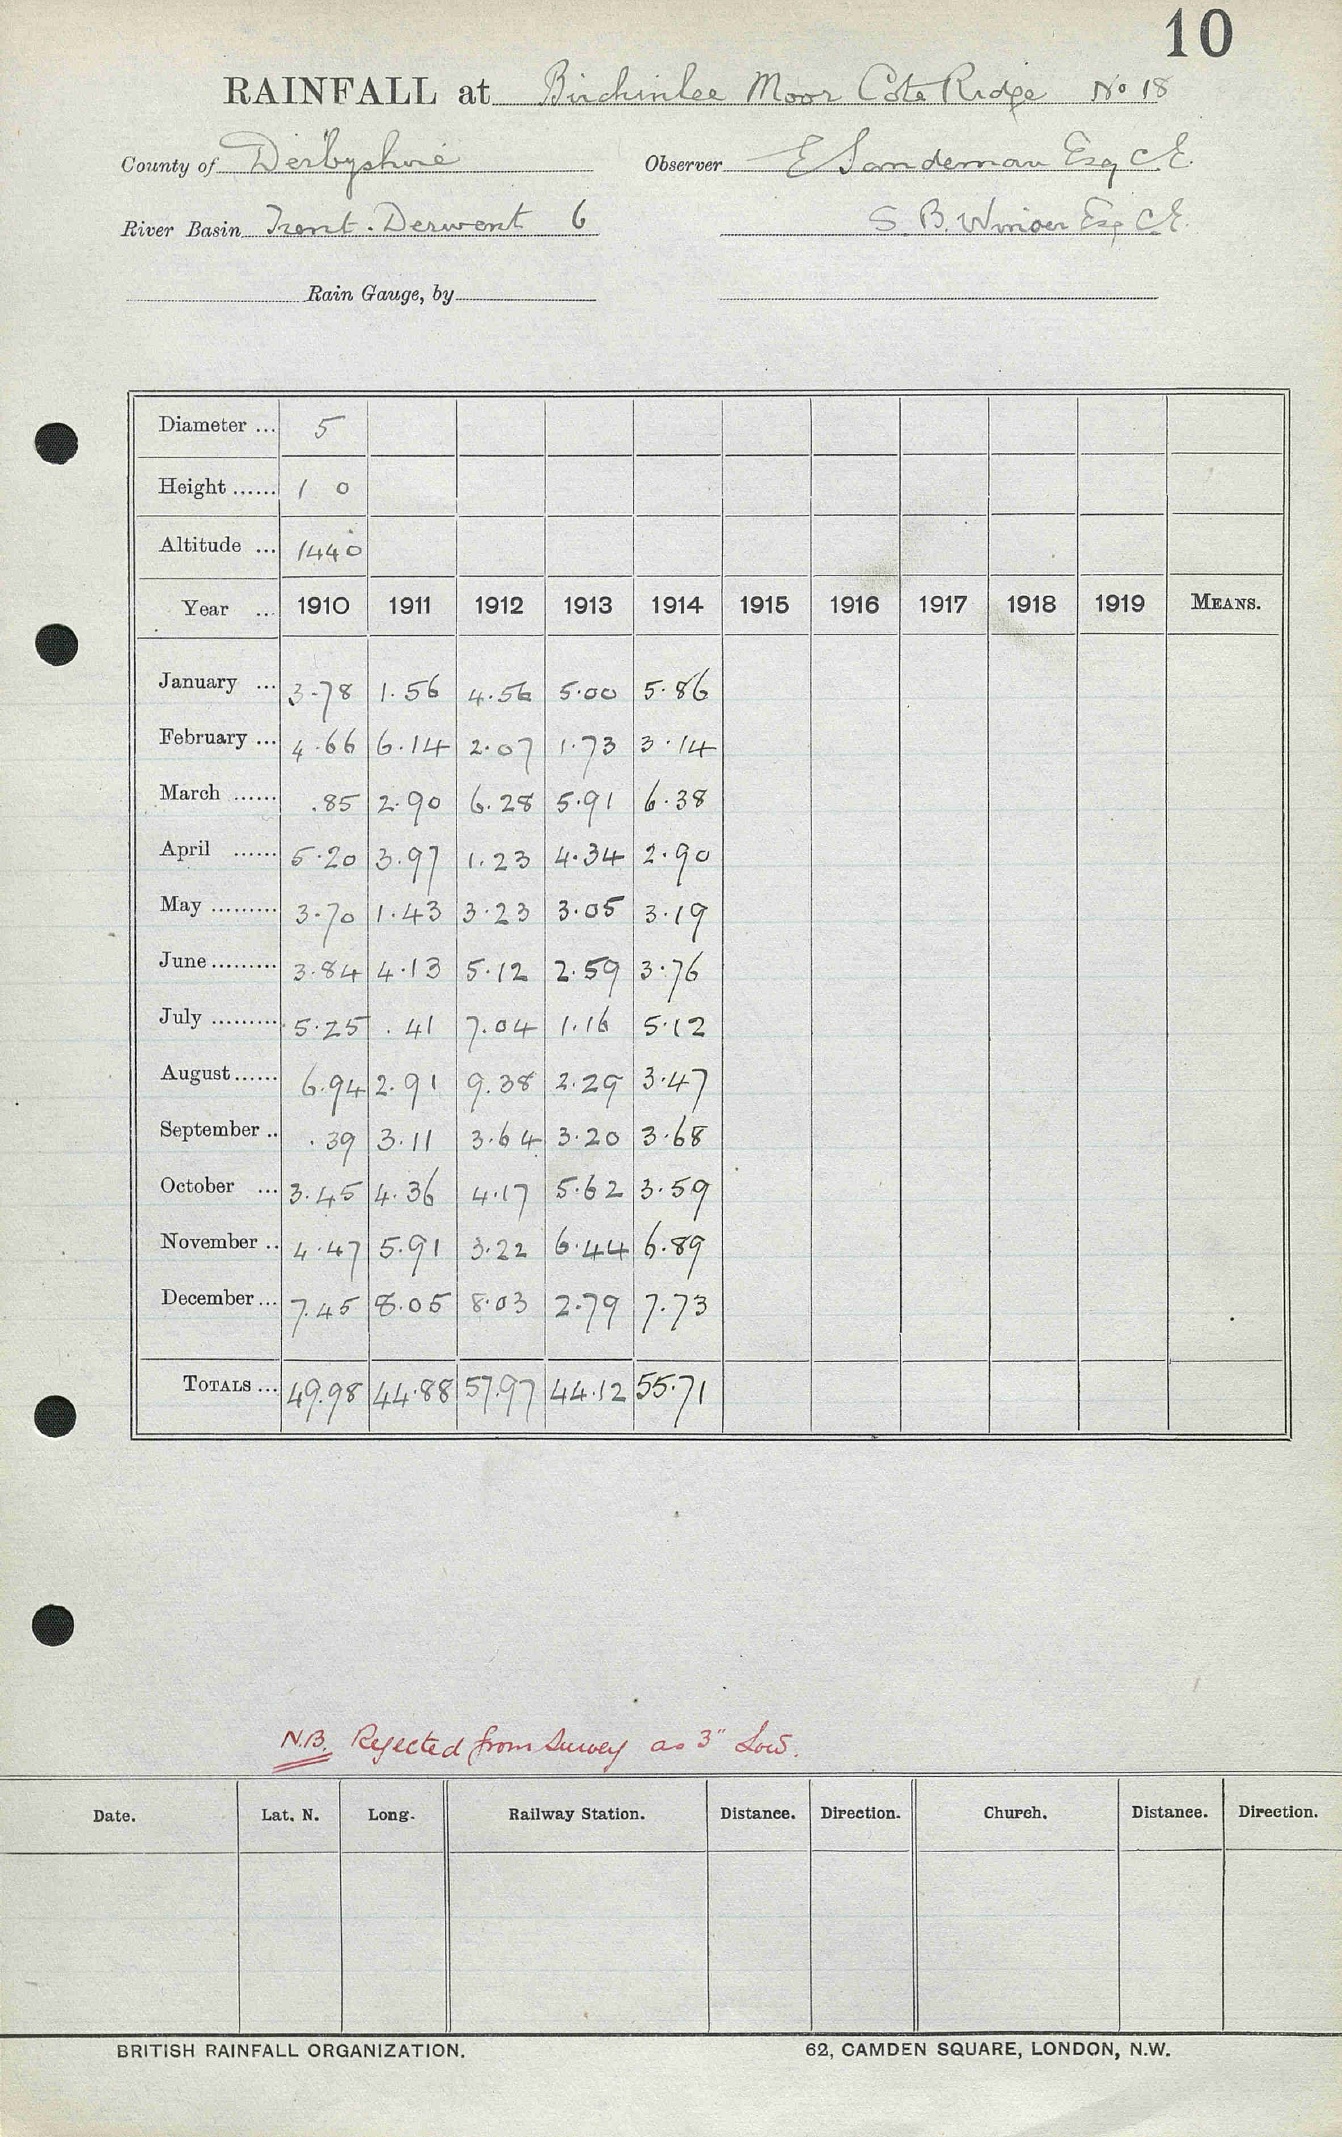 10
RAINFALL at Birchinlee Moor Cote Ridge No 18
County of Derbyshire Observer E Sandeman Esq C.E.
River Basin Trent. Derwent 6 S. B. Winser Esq C.E.
Rain Gauge, by
Diameter ... 5
Height ...... 1 0
Altitude ... 1440
Year ... 1910 1911 1912 1913 1914 1915 1916 1917 1918 1919 MEANS.
January ... 3.78 1.56 4.56 5.00 5.86
February ... 4.66 6.14 2.07 1.73 3.14
March ...... .85 2.90 6.28 5.91 6.38
April ...... 5.20 3.97 1.23 4.34 2.90
May ......... 3.70 1.43 3.23 3.05 3.19
June ......... 3.84 4.13 5.12 2.59 3.76
July ......... 5.25 .41 7.04 1.16 5.12
August ...... 6.94 2.91 9.38 2.29 3.47
September .. .39 3.11 3.64 3.20 3.68
October ... 3.45 4.36 4.17 5.62 3.59
November .. 4.47 5.91 3.22 6.44 6.89
December ... 7.45 8.05 8.03 2.79 7.73
TOTALS ... 49.98 44.88 57.97 44.12 55.71
N.B. Rejected from Survey as 3" Low.
Date. Lat. N. Long. Railway Station. Distance. Direction. Church. Distance. Direction.
BRITISH RAINFALL ORGANIZATION. 62, CAMDEN SQUARE, LONDON, N.W.